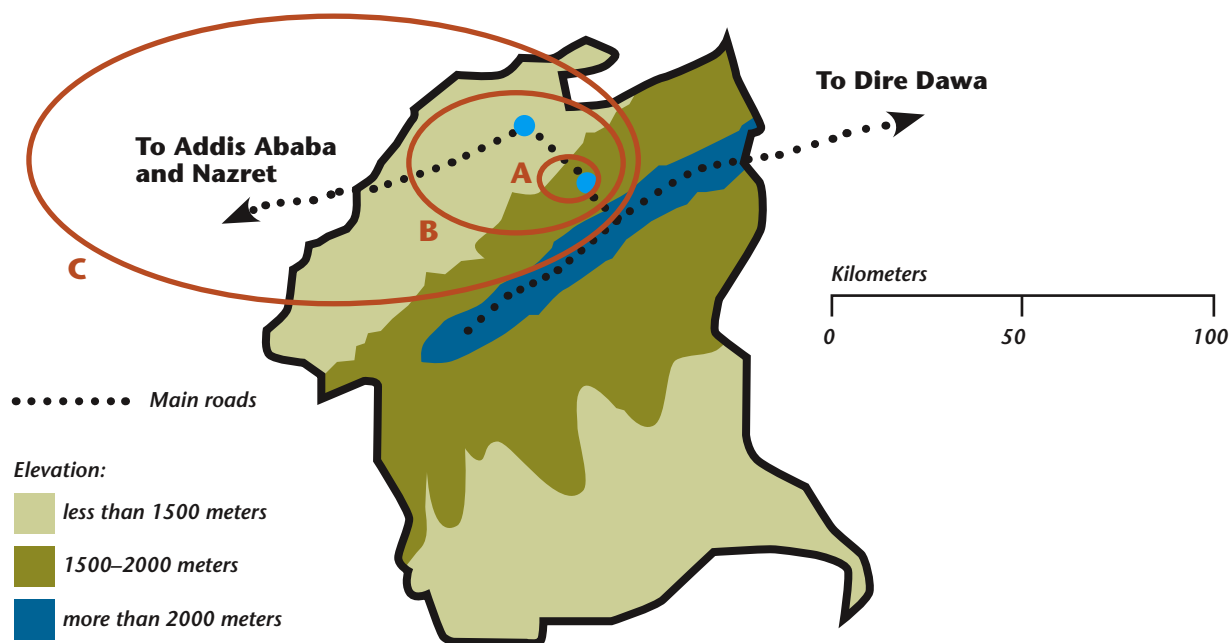 To Dire Dawa
To Addis Ababa
and Nazret
A
B
C
Kilometers
0 50 100
Main roads
Elevation:
less than 1500 meters
1500–2000 meters
more than 2000 meters